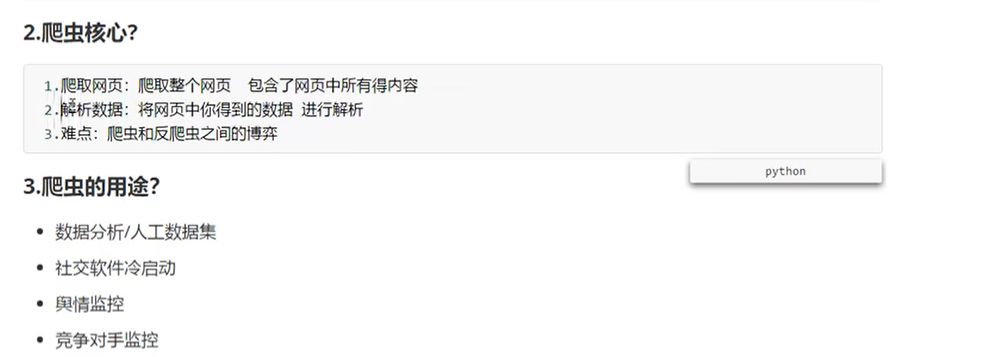 2.爬虫核心?
1.爬取网页：爬取整个网页 包含了网页中所有得内容
2.解析数据：将网页中你得到的数据 进行解析
3.难点：爬虫和反爬虫之间的博弈
python
3.爬虫的用途?
数据分析/人工数据集
社交软件冷启动
舆情监控
竞争对手监控